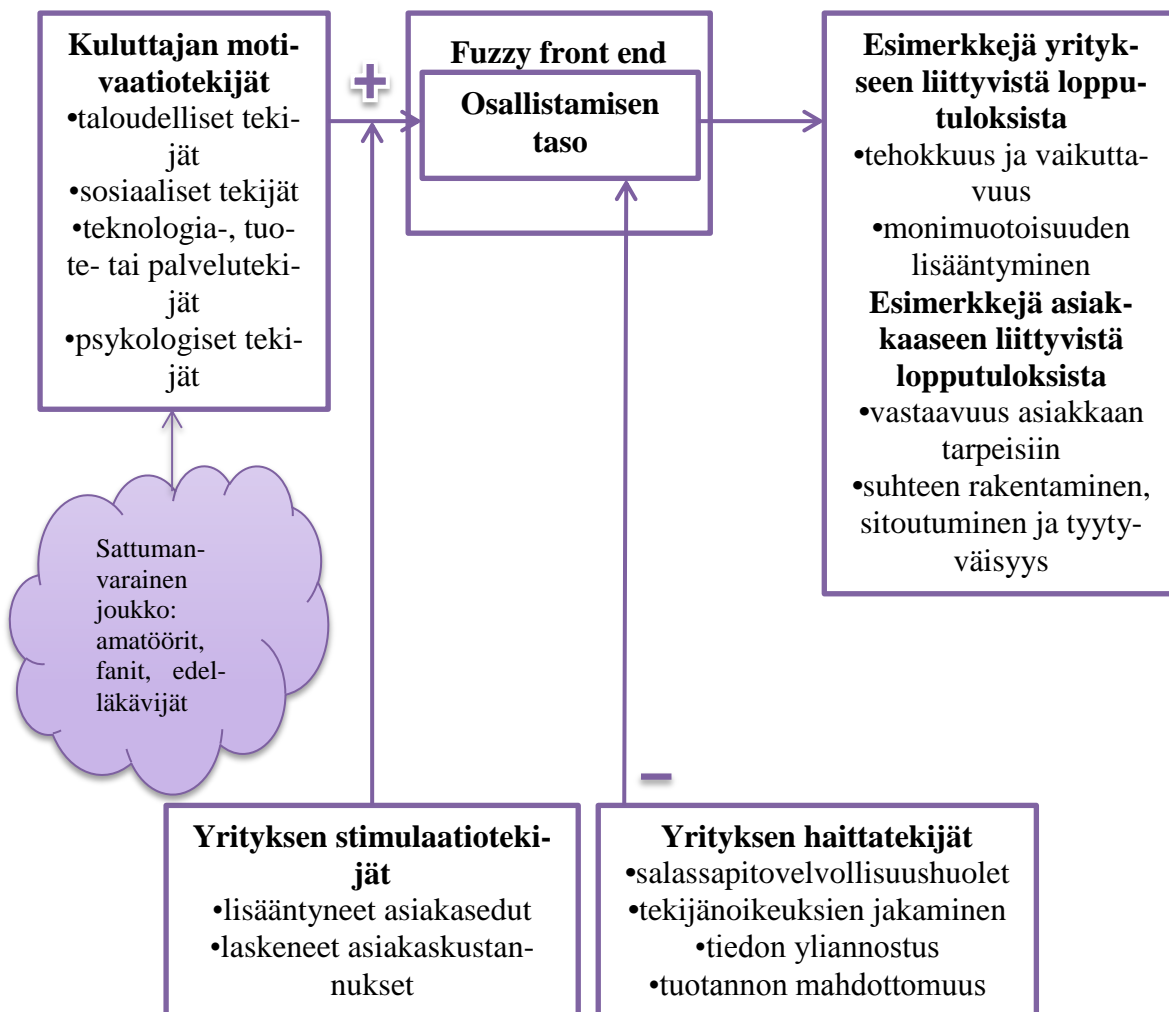 Kuluttajan moti-
vaatiotekijät
•taloudelliset teki-
jät
•sosiaaliset tekijät
•teknologia-, tuo-
te- tai palveluteki-
jät
•psykologiset teki-
jät
+
Fuzzy front end
Osallistamisen
taso
Esimerkkejä yrityk-
seen liittyvistä loppu-
tuloksista
•tehokkuus ja vaikutta-
vuus
•monimuotoisuuden
lisääntyminen
Esimerkkejä asiak-
kaaseen liittyvistä
lopputuloksista
•vastaavuus asiakkaan
tarpeisiin
•suhteen rakentaminen,
sitoutuminen ja tyyty-
väisyys
Sattuman-
varainen
joukko:
amatöörit,
fanit, edel-
läkävijät
Yrityksen stimulaatioteki-
jät
•lisääntyneet asiakasedut
•laskeneet asiakaskustan-
nukset
–
Yrityksen haittatekijät
•salassapitovelvollisuushuolet
•tekijänoikeuksien jakaminen
•tiedon yliannostus
•tuotannon mahdottomuus